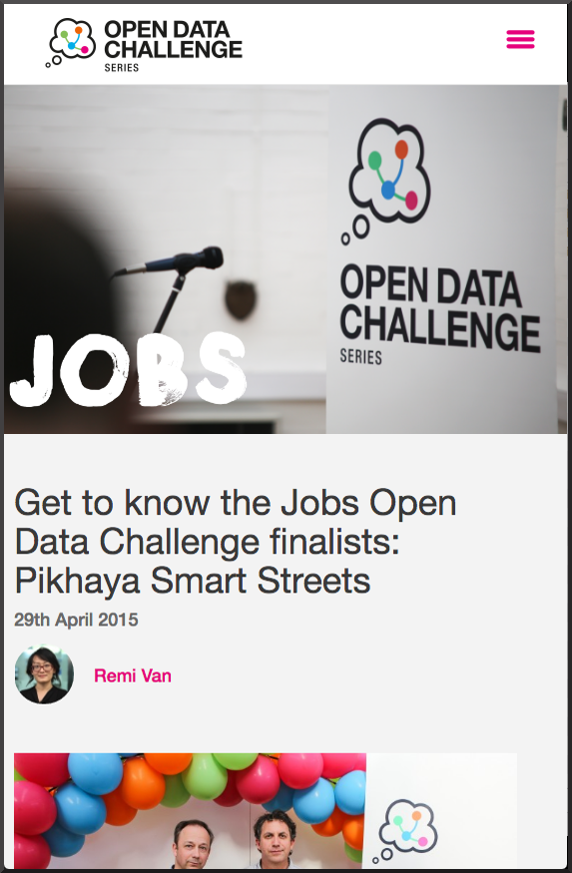 OPEN DATA
CHALLENGE
SERIES
OPEN DATA
CHALLENGE
SERIES
JOBS
Get to know the Jobs Open
Data Challenge finalists:
Pikhaya Smart Streets
29th April 2015
Remi Van